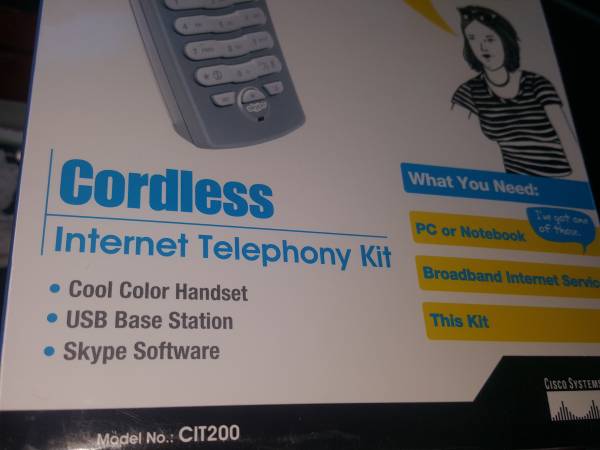 Cordless
Internet Telephony Kit
• Cool Color Handset
• USB Base Station
• Skype Software
What You Need:
PC or Notebook
I've got one
of those.
Broadband Internet Servic
This Kit
CISCO SYSTEMS
Model No.: CIT200